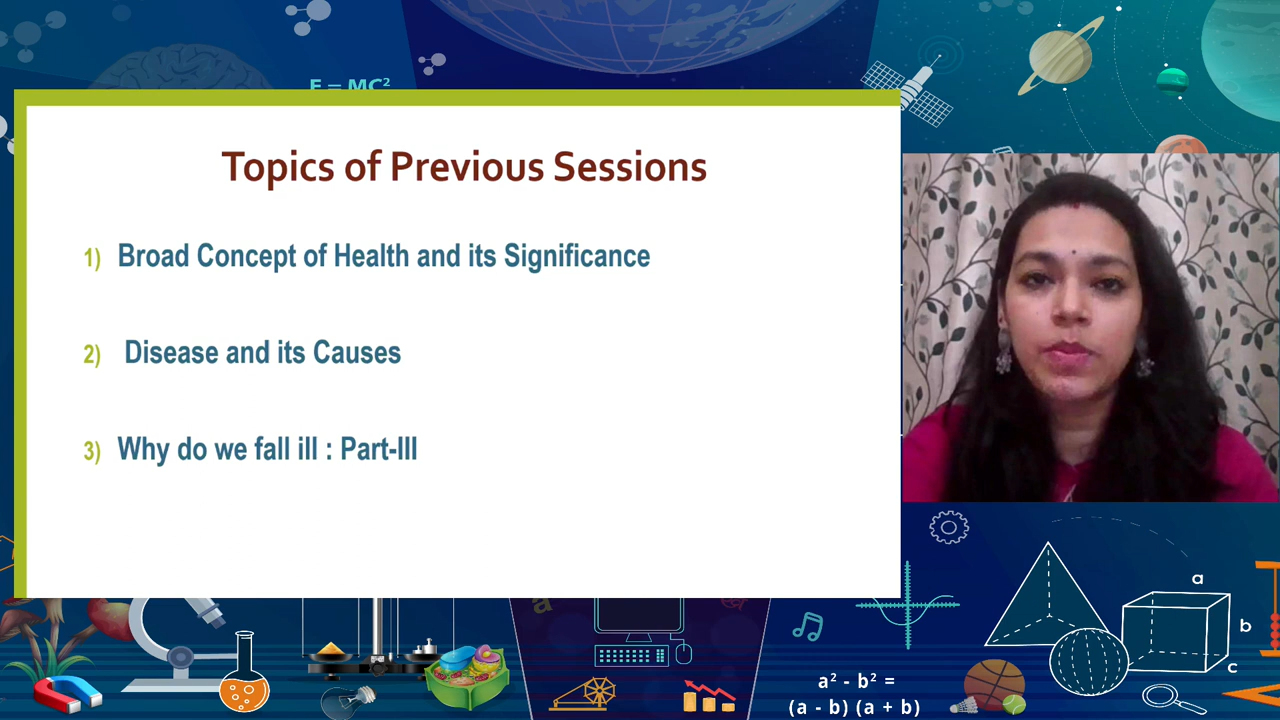 E = MC²
Topics of Previous Sessions
1) Broad Concept of Health and its Significance
2) Disease and its Causes
3) Why do we fall ill : Part-III
a
b
c
a
a² - b² =
(a - b) (a + b)